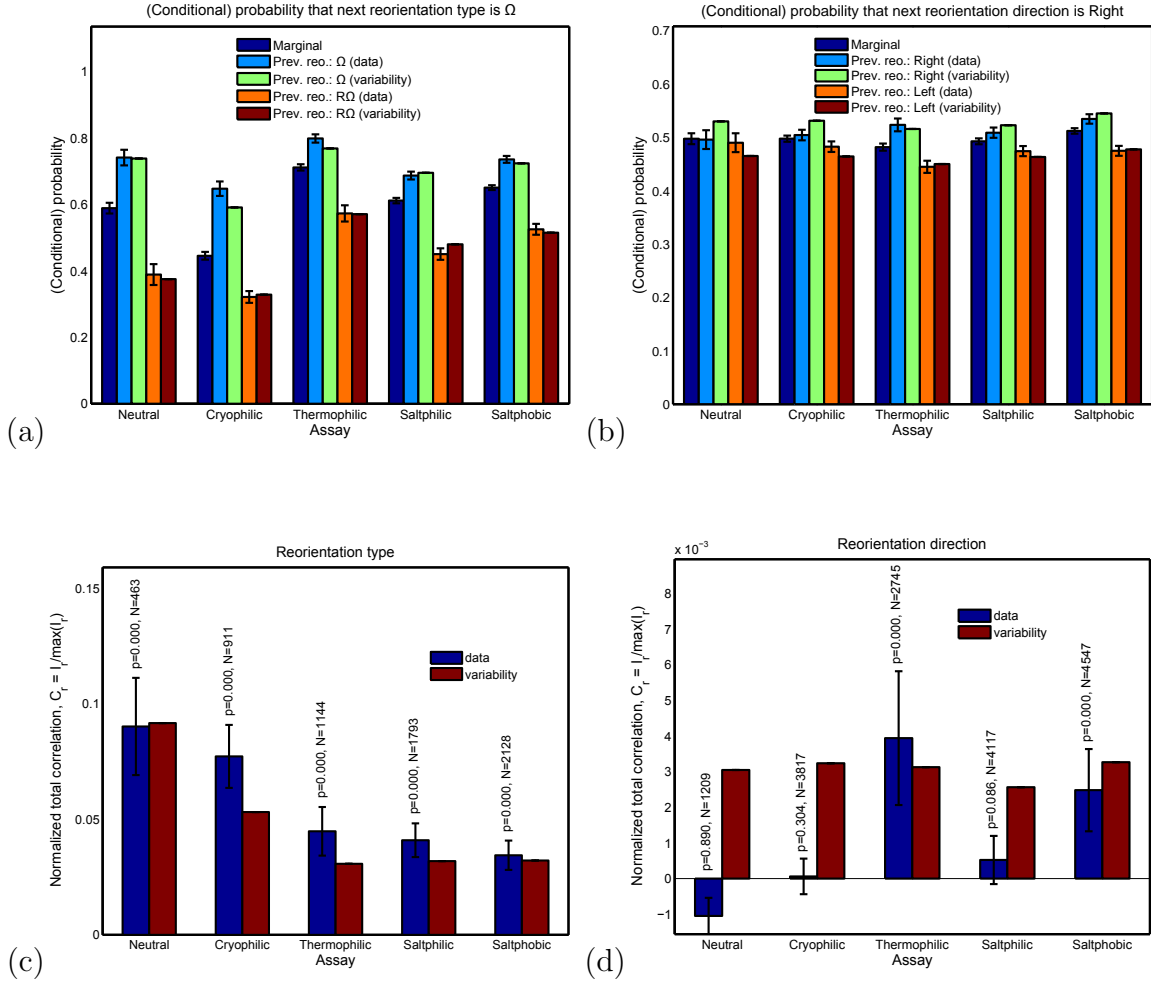 (Conditional) probability that next reorientation type is Ω
1
0.8
0.6
0.4
0.2
0
(Conditional) probability
Marginal
Prev. reo.: Ω (data)
Prev. reo.: Ω (variability)
Prev. reo.: RΩ (data)
Prev. reo.: RΩ (variability)
Neutral Cryophilic Thermophilic Saltphilic Saltphobic
Assay
(a)
(Conditional) probability that next reorientation direction is Right
0.7
0.6
0.5
0.4
0.3
0.2
0.1
0
(Conditional) probability
Marginal
Prev. reo.: Right (data)
Prev. reo.: Right (variability)
Prev. reo.: Left (data)
Prev. reo.: Left (variability)
Neutral Cryophilic Thermophilic Saltphilic Saltphobic
Assay
(b)
Reorientation type
0.15
0.1
0.05
0
Normalized total correlation, C_r = I_r/max(I_r)
p=0.000, N=463
p=0.000, N=911
p=0.000, N=1144
p=0.000, N=1793
p=0.000, N=2128
data
variability
Neutral Cryophilic Thermophilic Saltphilic Saltphobic
Assay
(c)
Reorientation direction
x 10⁻³
8
7
6
5
4
3
2
1
0
−1
Normalized total correlation, C_r = I_r/max(I_r)
p=0.890, N=1209
p=0.304, N=3817
p=0.000, N=2745
p=0.086, N=4117
p=0.000, N=4547
data
variability
Neutral Cryophilic Thermophilic Saltphilic Saltphobic
Assay
(d)